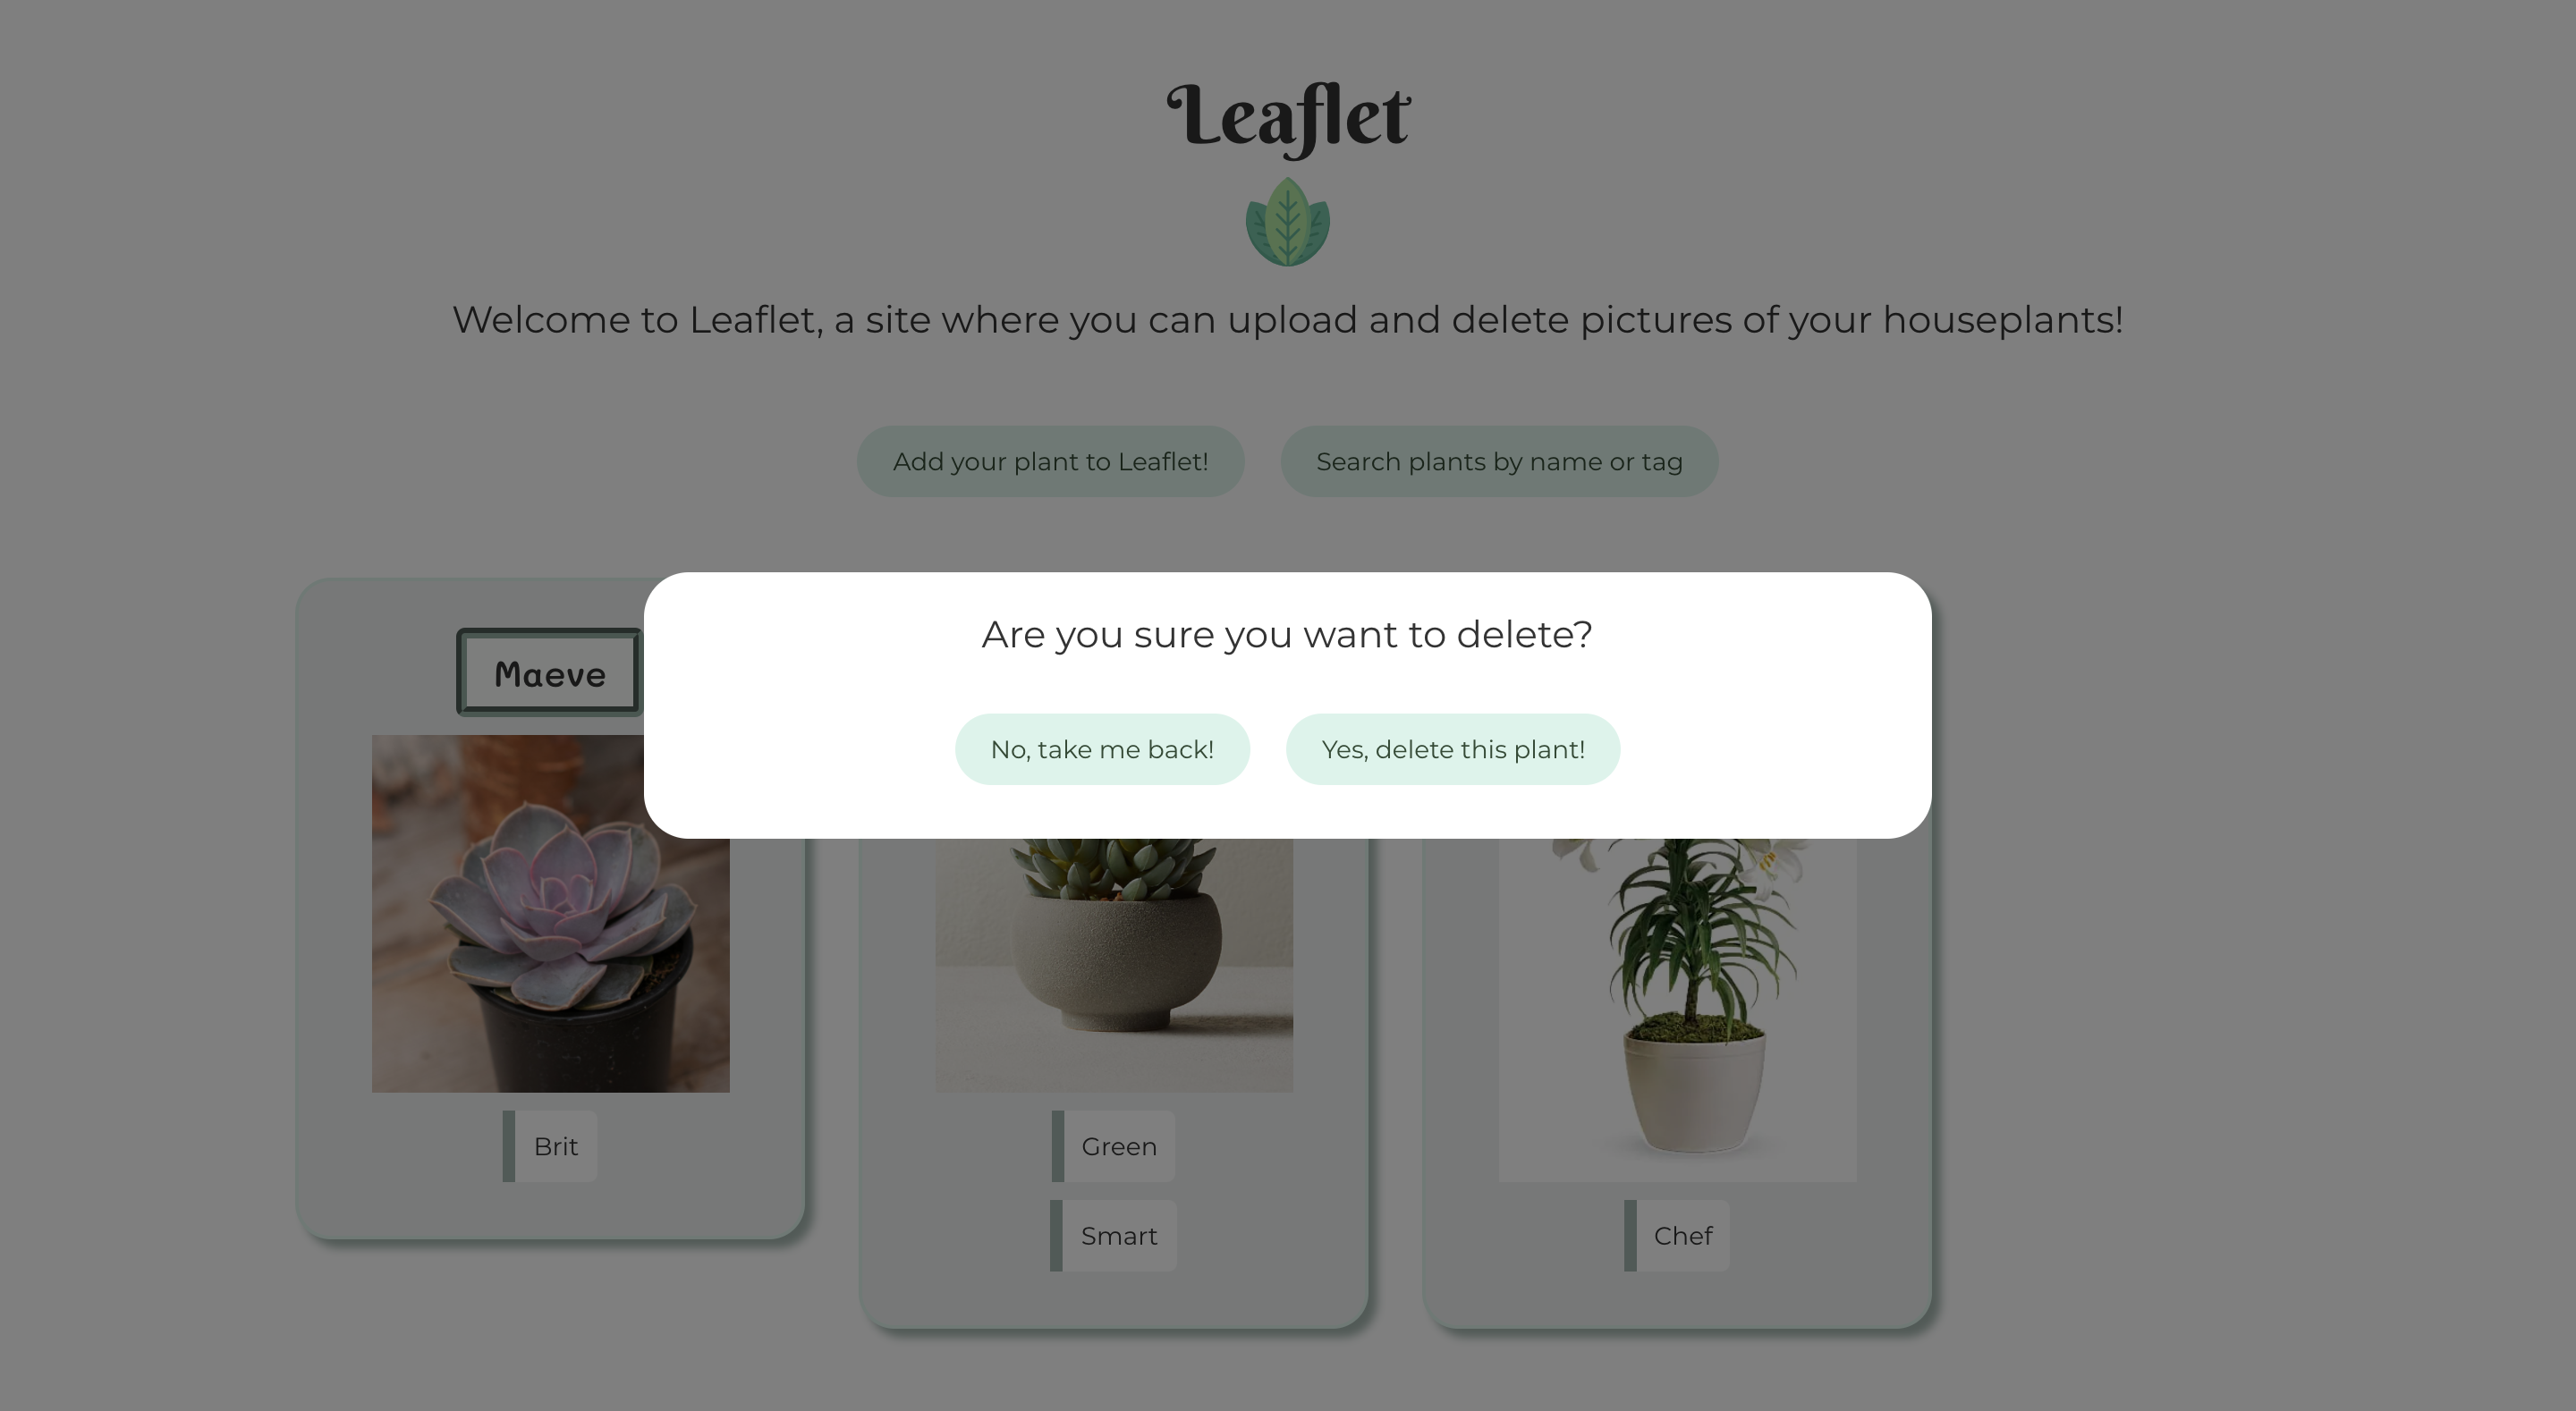 Leaflet
Welcome to Leaflet, a site where you can upload and delete pictures of your houseplants!
Add your plant to Leaflet!
Search plants by name or tag
Are you sure you want to delete?
No, take me back!
Yes, delete this plant!
Maeve
Brit
Green
Smart
Chef